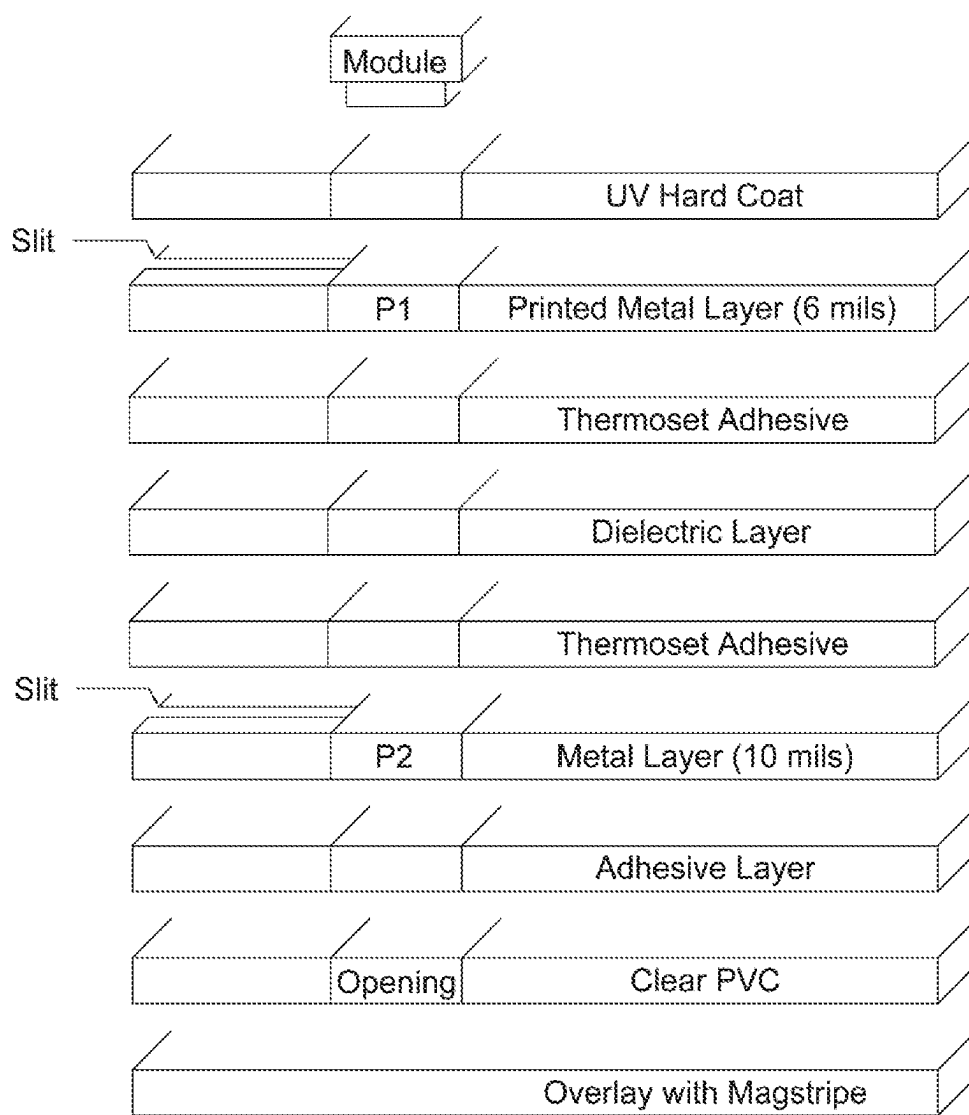 Module
UV Hard Coat
Slit
P1 Printed Metal Layer (6 mils)
Thermoset Adhesive
Dielectric Layer
Thermoset Adhesive
Slit
P2 Metal Layer (10 mils)
Adhesive Layer
Opening Clear PVC
Overlay with Magstripe